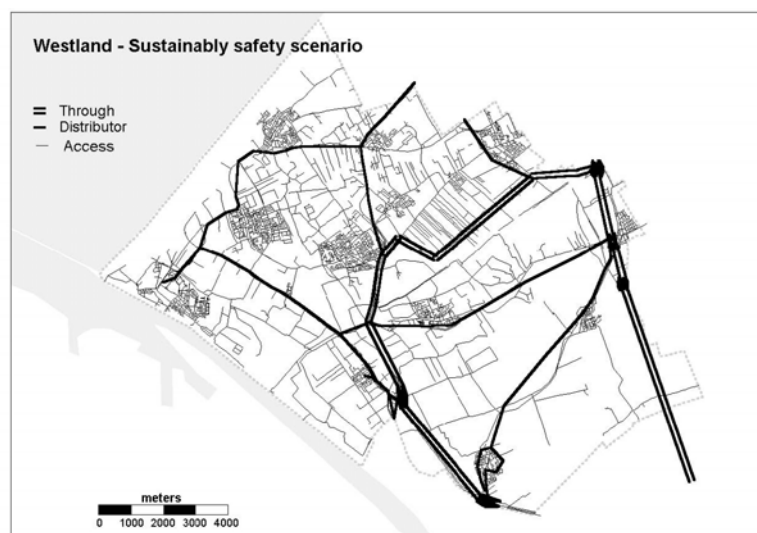 Westland - Sustainably safety scenario
Through
Distributor
Access
meters
0 1000 2000 3000 4000